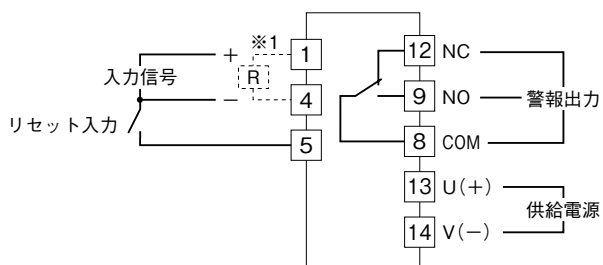 + ※1 1
入力信号 R
− 4
リセット入力 5
12 NC
9 NO 警報出力
8 COM
13 U(+)
供給電源
14 V(−)